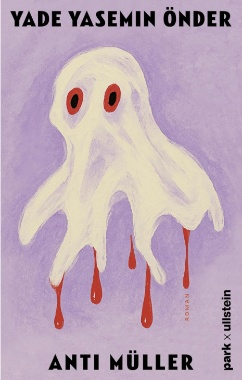 YADE YASEMIN ÖNDER
ROMAN
park x ullstein
ANTI MÜLLER